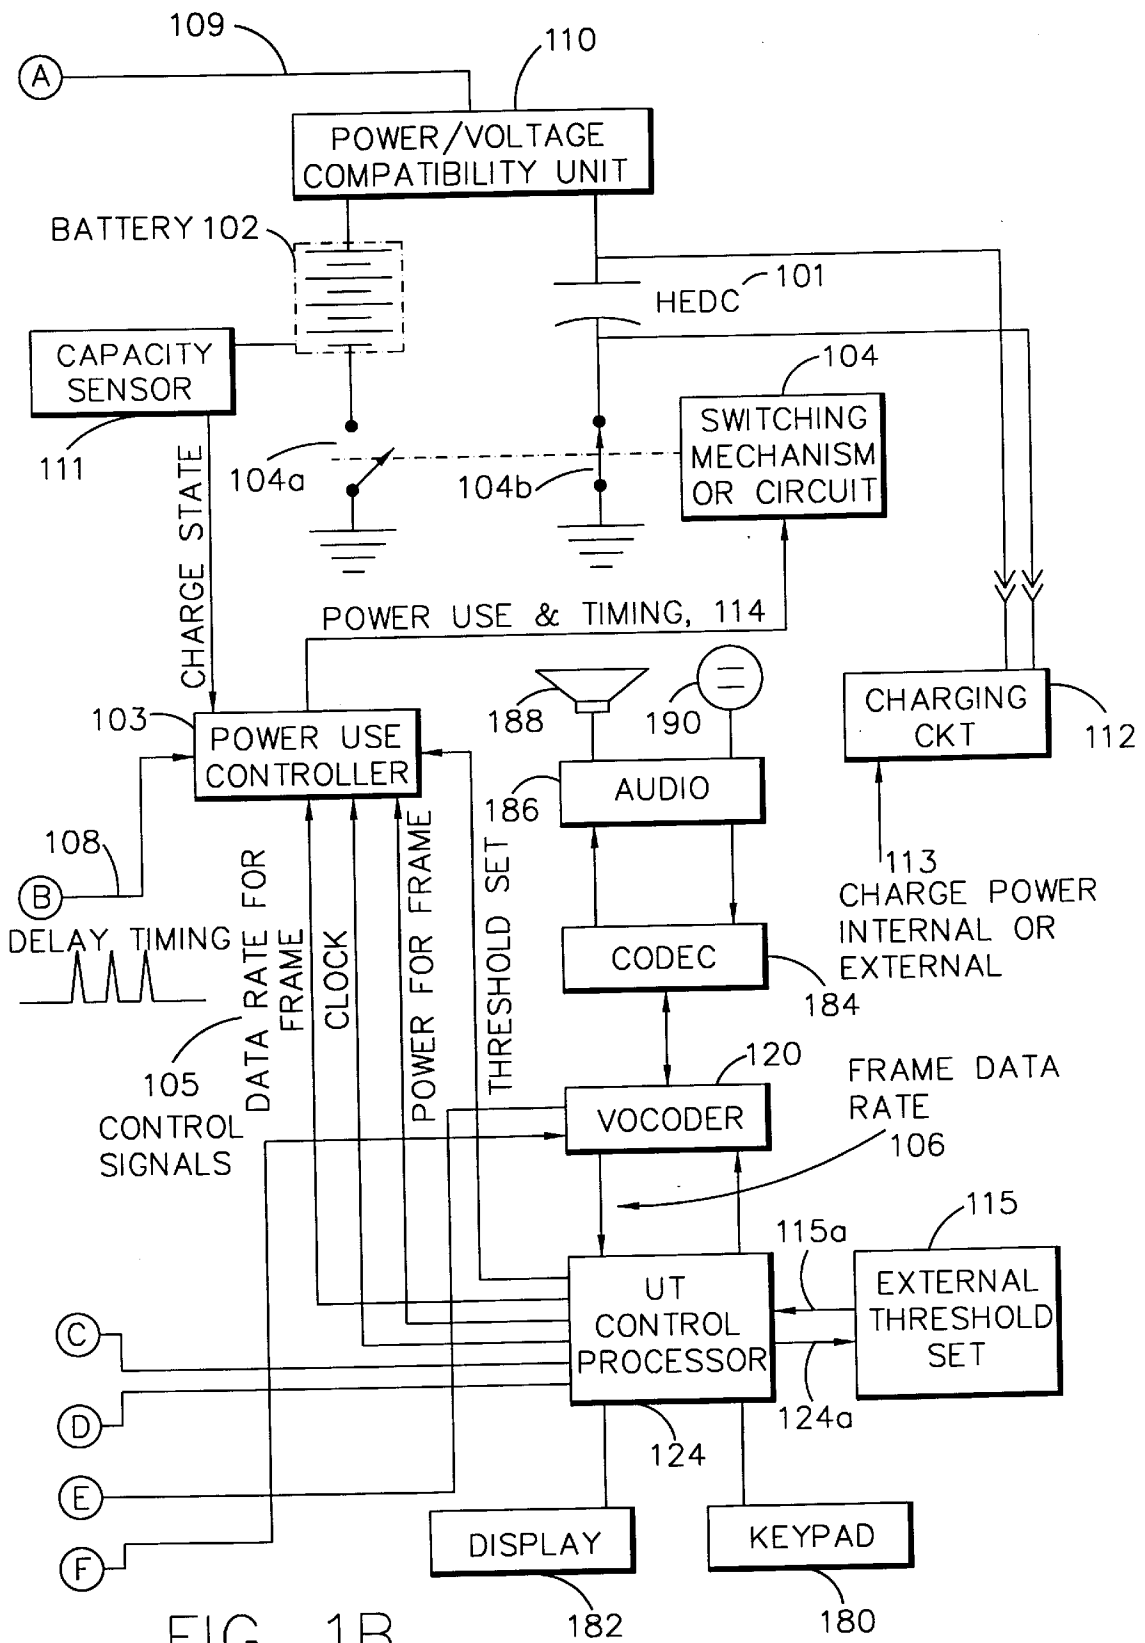 109
110
A
POWER/VOLTAGE
COMPATIBILITY UNIT
BATTERY 102
101
HEDC
CAPACITY
SENSOR
104
SWITCHING
MECHANISM
OR CIRCUIT
111
104a
104b
CHARGE STATE
POWER USE & TIMING, 114
188
190
CHARGING
CKT
112
103
POWER USE
CONTROLLER
AUDIO
186
108
B
DELAY TIMING
113
CHARGE POWER
INTERNAL OR
EXTERNAL
DATA RATE FOR
FRAME
CLOCK
POWER FOR FRAME
THRESHOLD SET
CODEC
184
105
CONTROL
SIGNALS
120
VOCODER
FRAME DATA
RATE
106
115
115a
UT
CONTROL
PROCESSOR
EXTERNAL
THRESHOLD
SET
C
D
124
124a
E
F
DISPLAY
KEYPAD
182
180
FIG. 1B